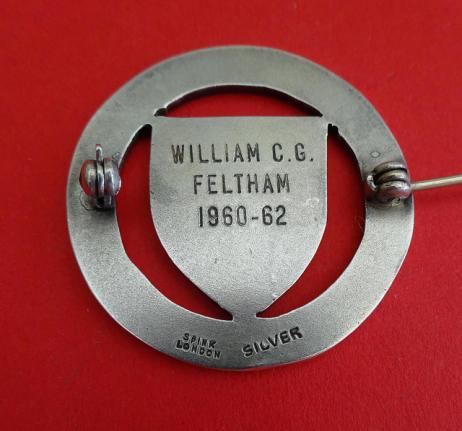 WILLIAM C.G.
FELTHAM
1960-62
SPINK
LONDON
SILVER